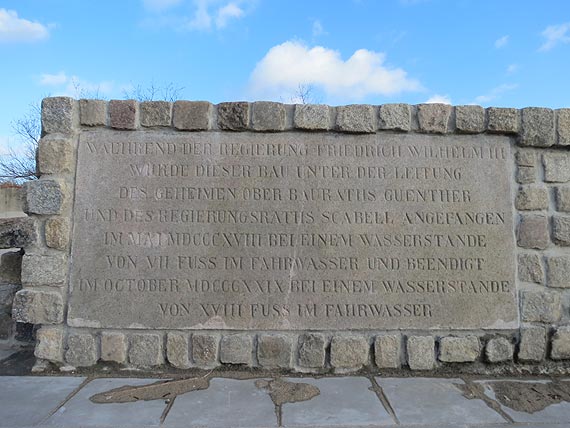 WAEHREND DER REGIERUNG FRIEDRICH WILHELM III
WURDE DIESER BAU UNTER DER LEITUNG
DES GEHEIMEN OBER BAURATHS GUENTHER
UND DES REGIERUNGSRATHS SCABELL ANGEFANGEN
IM MAI MDCCCXVIII BEI EINEM WASSERSTANDE
VON VII FUSS IM FAHRWASSER UND BEENDIGT
IM OCTOBER MDCCCXXIX BEI EINEM WASSERSTANDE
VON XVIII FUSS IM FAHRWASSER